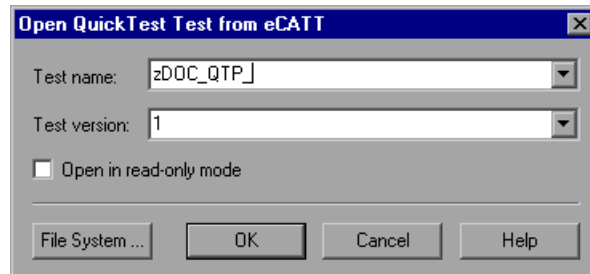 Open QuickTest Test from eCATT
Test name: zDOC_QTP_
Test version: 1
Open in read-only mode
File System ... OK Cancel Help